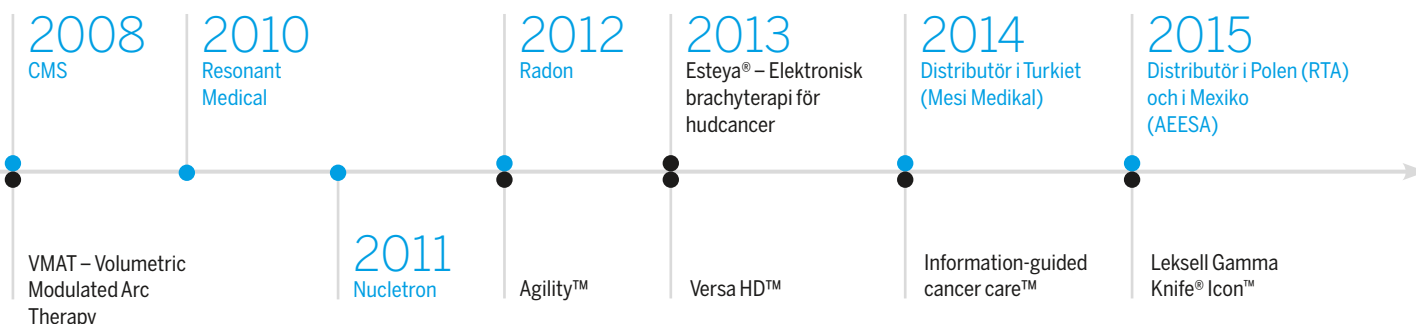 2008
CMS
2010
Resonant
Medical
2012
Radon
2013
Esteya® – Elektronisk
brachyterapi för
hudcancer
2014
Distributör i Turkiet
(Mesi Medikal)
2015
Distributör i Polen (RTA)
och i Mexiko
(AEESA)
VMAT – Volumetric
Modulated Arc
Therapy
2011
Nucletron
Agility™
Versa HD™
Information-guided
cancer care™
Leksell Gamma
Knife® Icon™